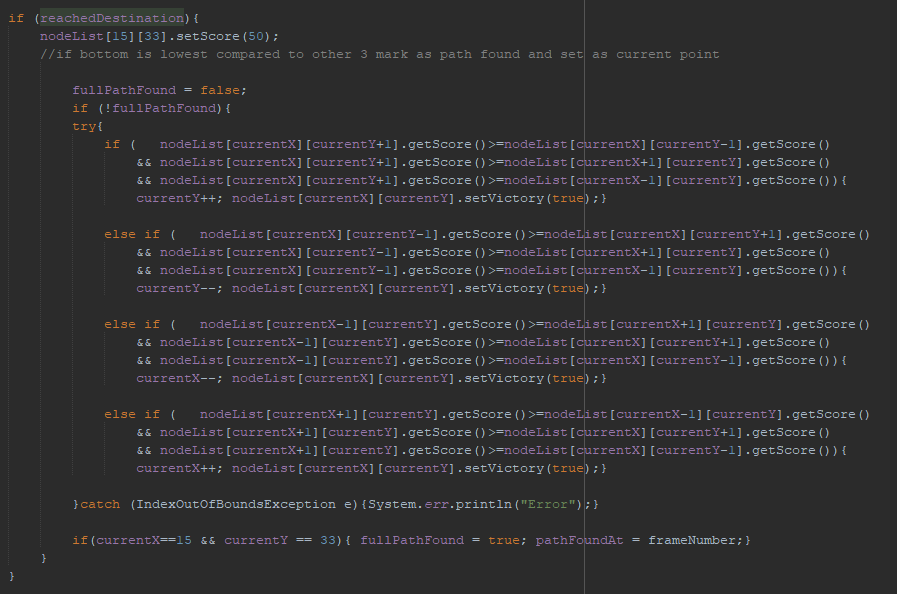 if (reachedDestination){
nodeList[15][33].setScore(50);
//if bottom is lowest compared to other 3 mark as path found and set as current point
fullPathFound = false;
if (!fullPathFound){
try{
if (   nodeList[currentX][currentY+1].getScore()>=nodeList[currentX][currentY-1].getScore()
&& nodeList[currentX][currentY+1].getScore()>=nodeList[currentX+1][currentY].getScore()
&& nodeList[currentX][currentY+1].getScore()>=nodeList[currentX-1][currentY].getScore()){
currentY++; nodeList[currentX][currentY].setVictory(true);}
else if (   nodeList[currentX][currentY-1].getScore()>=nodeList[currentX][currentY+1].getScore()
&& nodeList[currentX][currentY-1].getScore()>=nodeList[currentX+1][currentY].getScore()
&& nodeList[currentX][currentY-1].getScore()>=nodeList[currentX-1][currentY].getScore()){
currentY--; nodeList[currentX][currentY].setVictory(true);}
else if (   nodeList[currentX-1][currentY].getScore()>=nodeList[currentX+1][currentY].getScore()
&& nodeList[currentX-1][currentY].getScore()>=nodeList[currentX][currentY+1].getScore()
&& nodeList[currentX-1][currentY].getScore()>=nodeList[currentX][currentY-1].getScore()){
currentX--; nodeList[currentX][currentY].setVictory(true);}
else if (   nodeList[currentX+1][currentY].getScore()>=nodeList[currentX-1][currentY].getScore()
&& nodeList[currentX+1][currentY].getScore()>=nodeList[currentX][currentY+1].getScore()
&& nodeList[currentX+1][currentY].getScore()>=nodeList[currentX][currentY-1].getScore()){
currentX++; nodeList[currentX][currentY].setVictory(true);}
}catch (IndexOutOfBoundsException e){System.err.println("Error");}
if(currentX==15 && currentY == 33){ fullPathFound = true; pathFoundAt = frameNumber;}
}
}